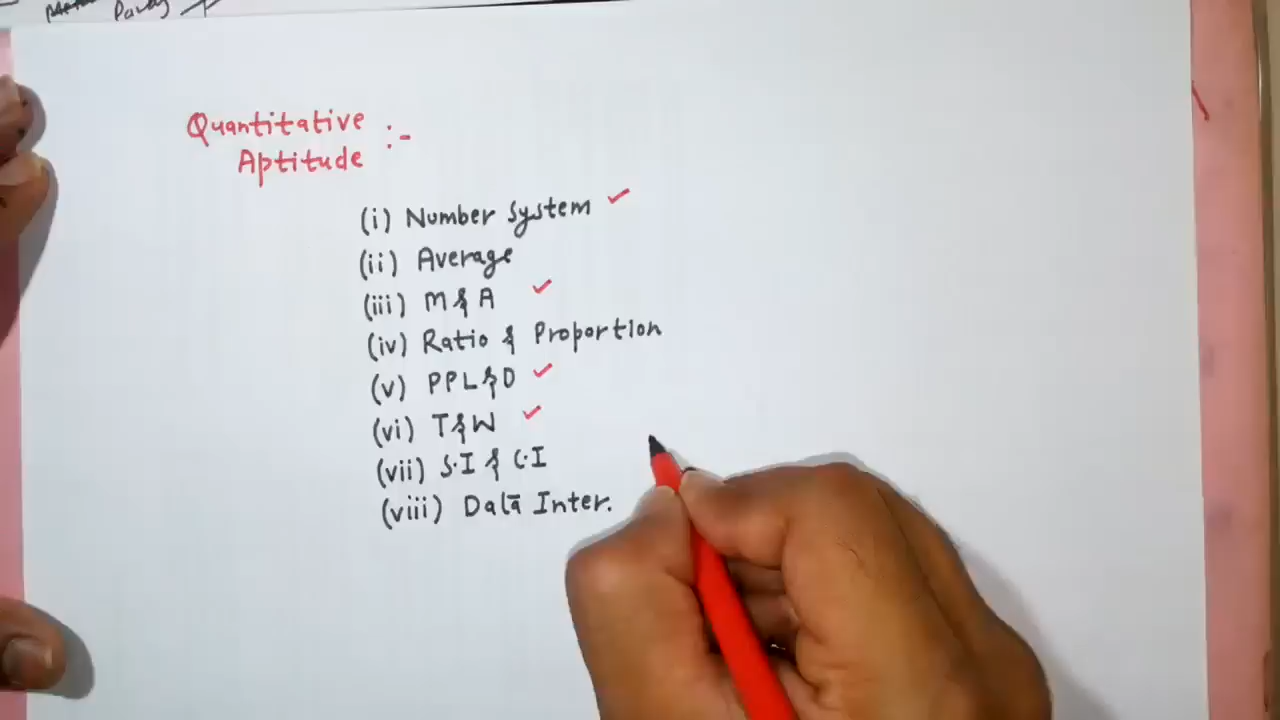 Quantitative
Aptitude :-
(i) Number System ✓
(ii) Average
(iii) M & A ✓
(iv) Ratio & Proportion
(v) PPL & D ✓
(vi) T & W ✓
(vii) S.I & C.I
(viii) Data Inter.